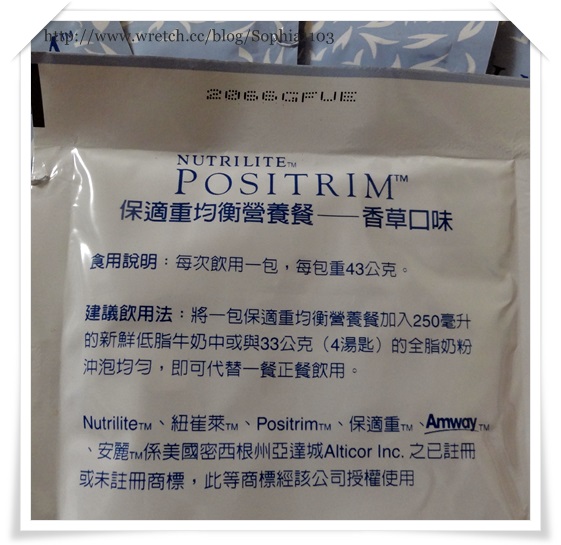 http://www.wretch.cc/blog/Sophia-103
2066GFUE
NUTRILITE™
POSITRIM™
保適重均衡營養餐——香草口味
食用說明：每次飲用一包，每包重43公克。
建議飲用法：將一包保適重均衡營養餐加入250毫升
的新鮮低脂牛奶中或與33公克（4湯匙）的全脂奶粉
沖泡均勻，即可代替一餐正餐飲用。
Nutrilite™、紐崔萊™、Positrim™、保適重™、Amway™
、安麗™係美國密西根州亞達城Alticor Inc. 之已註冊
或未註冊商標，此等商標經該公司授權使用